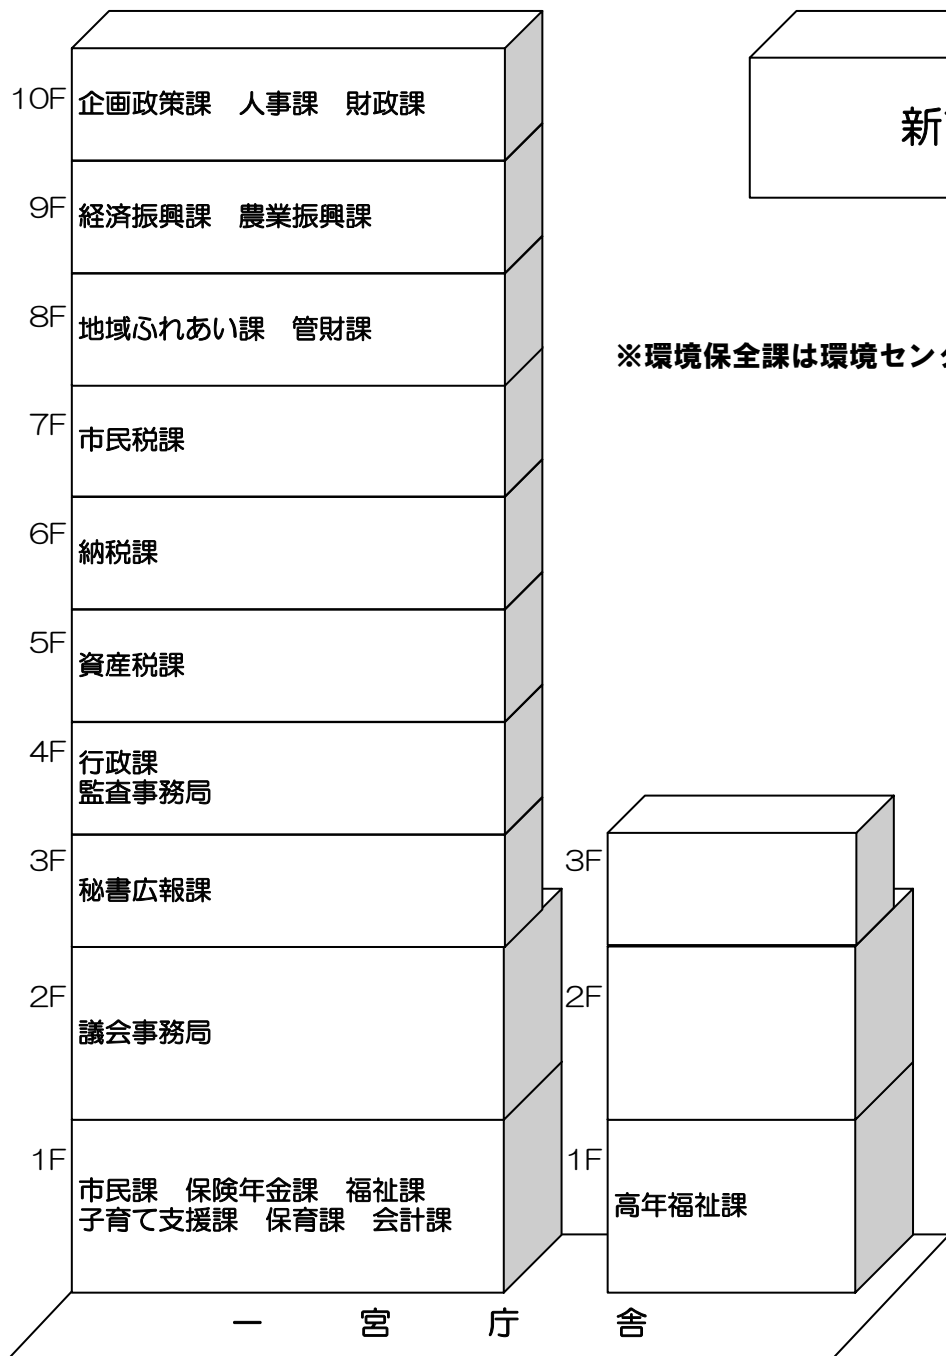 10F
企画政策課　人事課　財政課
9F
経済振興課　農業振興課
8F
地域ふれあい課　管財課
7F
市民税課
6F
納税課
5F
資産税課
4F
行政課
監査事務局
3F
秘書広報課
2F
議会事務局
1F
市民課　保険年金課　福祉課
子育て支援課　保育課　会計課
新
※環境保全課は環境セン
3F
2F
1F
高年福祉課
一宮庁舎